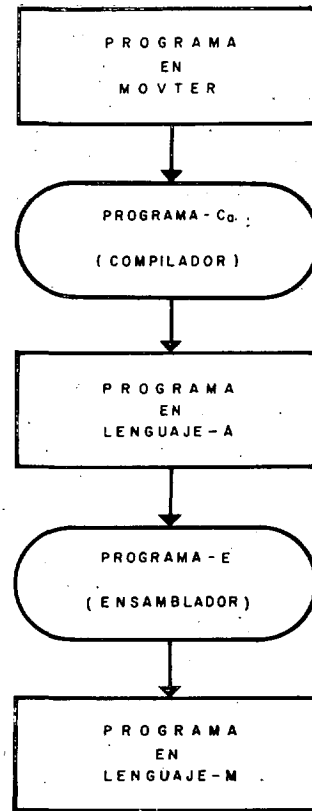 PROGRAMA
EN
MOVTER
PROGRAMA - Ca.
(COMPILADOR)
PROGRAMA
EN
LENGUAJE-A
PROGRAMA - E
(ENSAMBLADOR)
PROGRAMA
EN
LENGUAJE-M